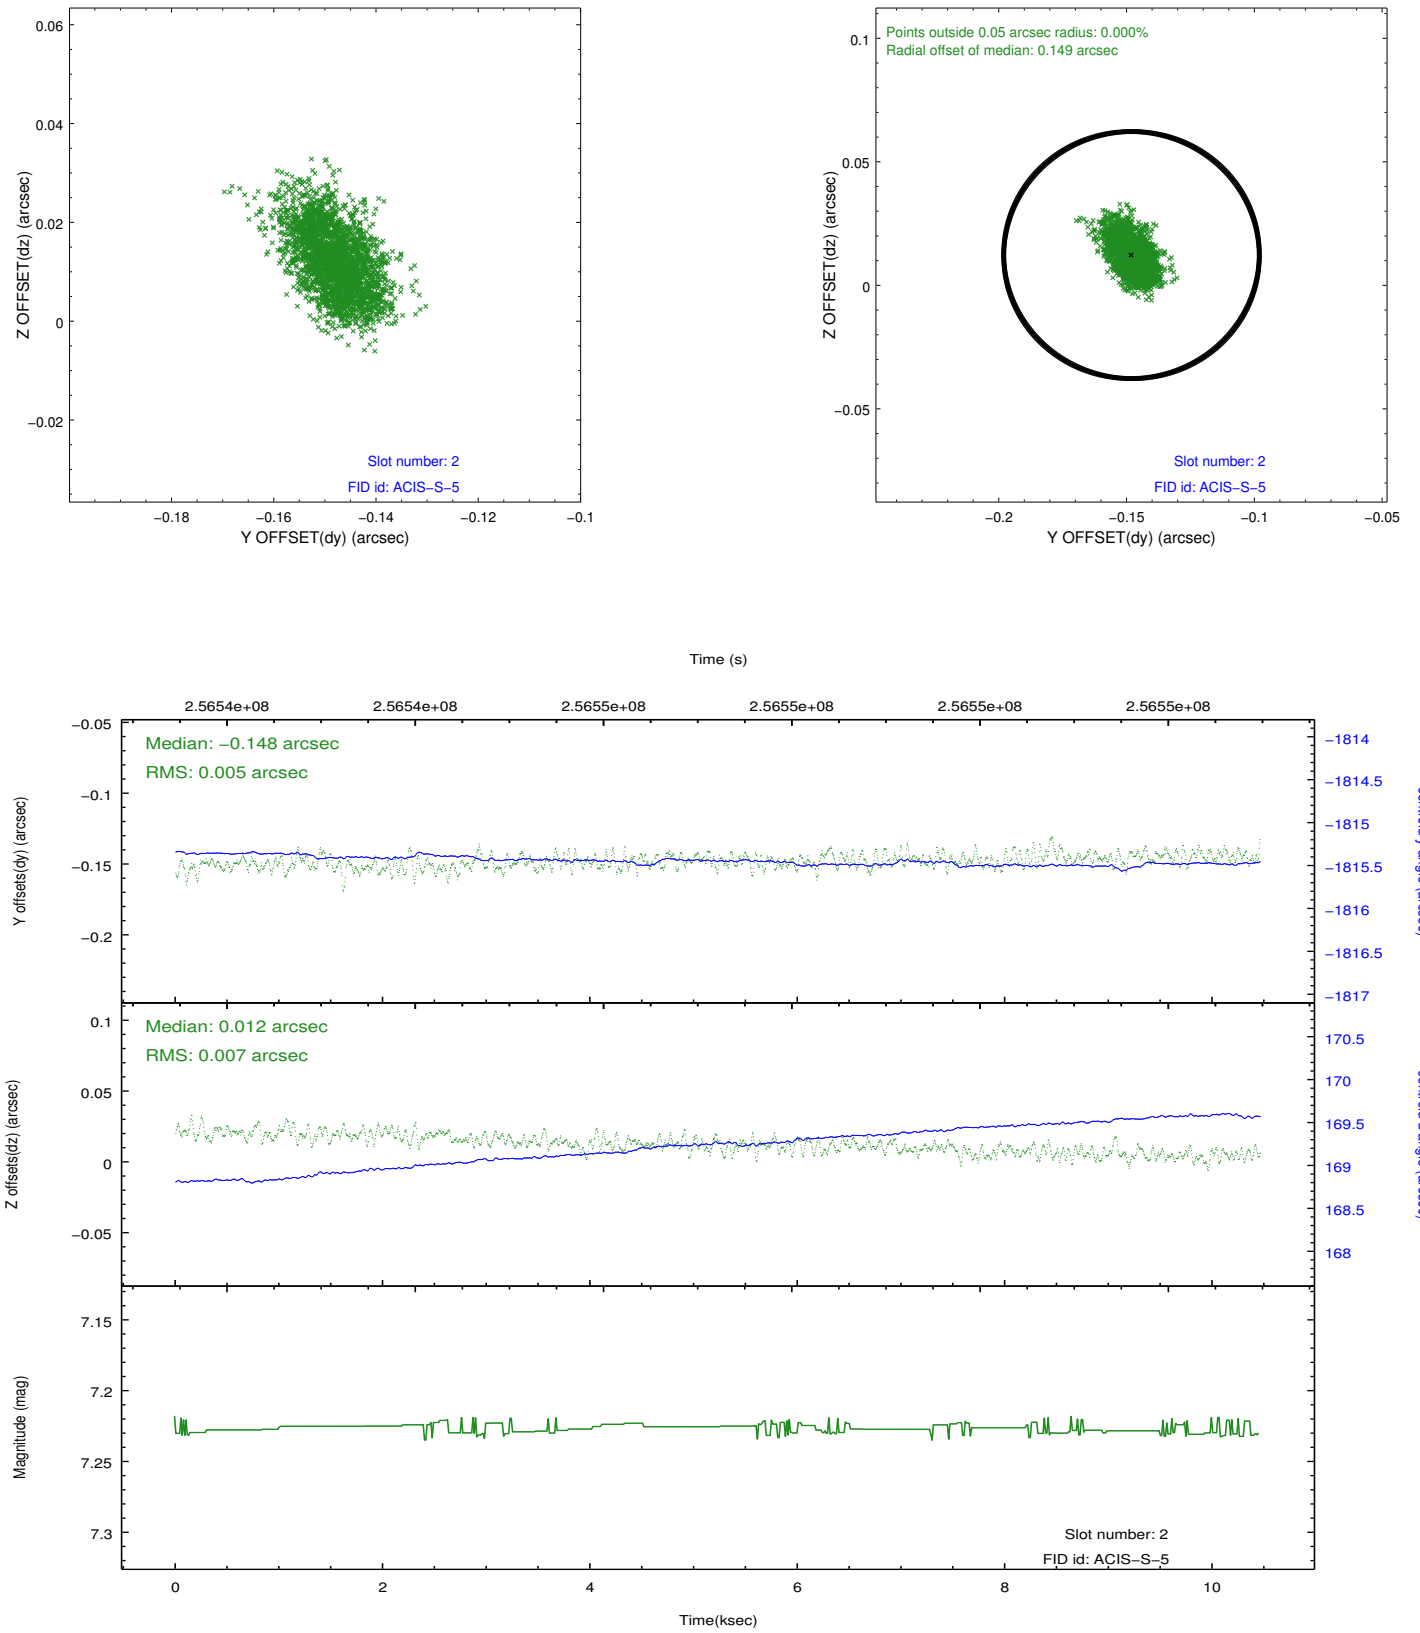 0.06
0.04
0.02
0
−0.02
Z OFFSET(dz) (arcsec)
Slot number: 2
FID id: ACIS−S−5
−0.18
−0.16
−0.14
−0.12
−0.1
Y OFFSET(dy) (arcsec)
Points outside 0.05 arcsec radius: 0.000%
Radial offset of median: 0.149 arcsec
0.1
0.05
0
−0.05
Z OFFSET(dz) (arcsec)
Slot number: 2
FID id: ACIS−S−5
−0.2
−0.15
−0.1
−0.05
Y OFFSET(dy) (arcsec)
Time (s)
2.5654e+08
2.5654e+08
2.5655e+08
2.5655e+08
2.5655e+08
2.5655e+08
Median: −0.148 arcsec
RMS: 0.005 arcsec
−0.05
−0.1
−0.15
−0.2
Y offsets(dy) (arcsec)
−1814
−1814.5
−1815
−1815.5
−1816
−1816.5
−1817
Median: 0.012 arcsec
RMS: 0.007 arcsec
0.1
0.05
0
−0.05
Z offsets(dz) (arcsec)
170.5
170
169.5
169
168.5
168
7.15
7.2
7.25
7.3
Magnitude (mag)
Slot number: 2
FID id: ACIS−S−5
0
2
4
6
8
10
Time(ksec)